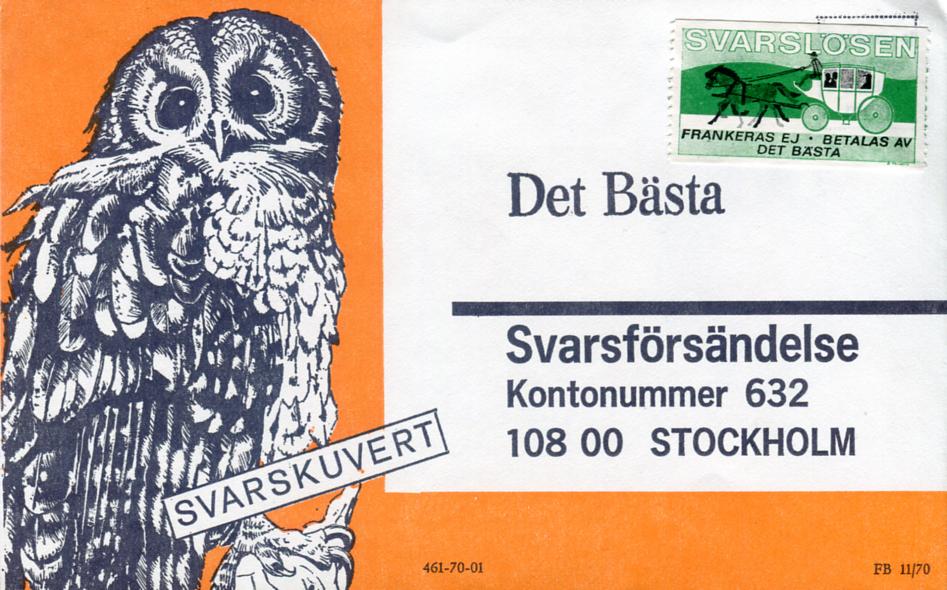 SVARSLÖSEN
FRANKERAS EJ · BETALAS AV
DET BÄSTA
Det Bästa
Svarsförsändelse
Kontonummer 632
108 00 STOCKHOLM
SVARSKUVERT
461-70-01
FB 11/70